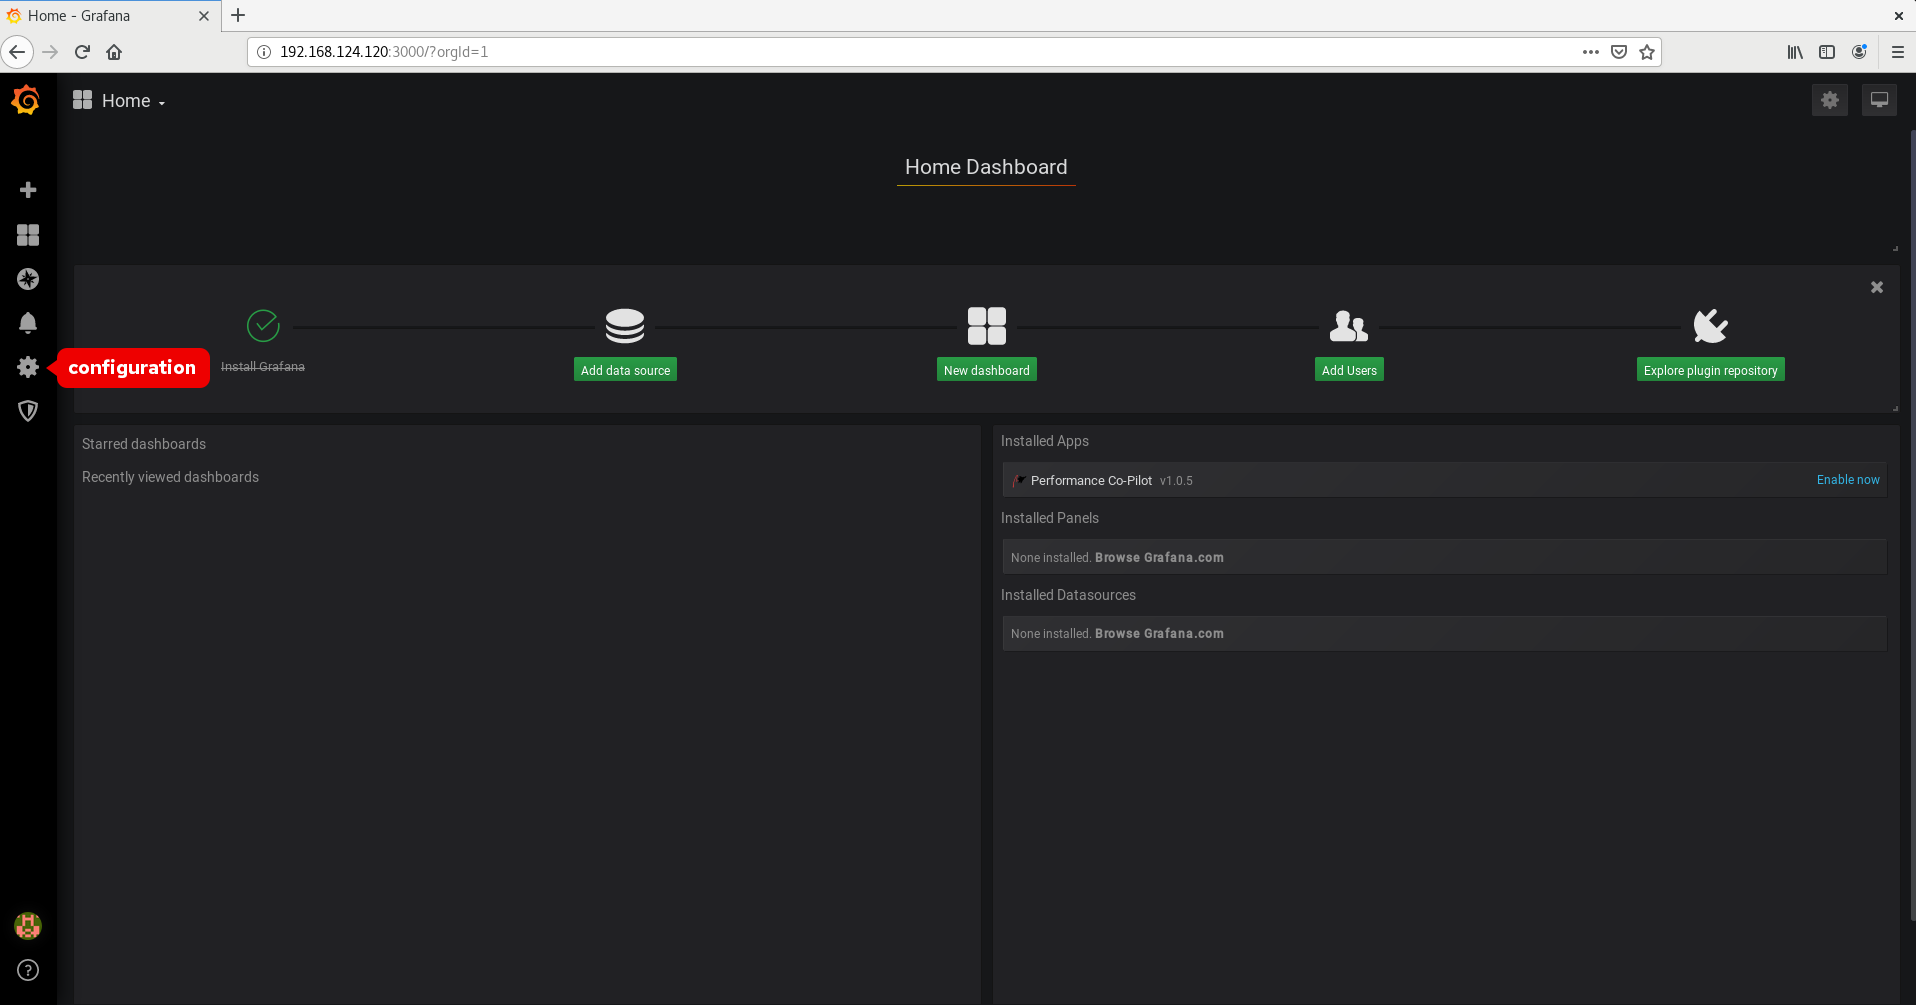 Home - Grafana
192.168.124.120:3000/?orgId=1
Home
Home Dashboard
configuration
Install Grafana
Add data source
New dashboard
Add Users
Explore plugin repository
Starred dashboards
Recently viewed dashboards
Installed Apps
Performance Co-Pilot v1.0.5
Enable now
Installed Panels
None installed. Browse Grafana.com
Installed Datasources
None installed. Browse Grafana.com